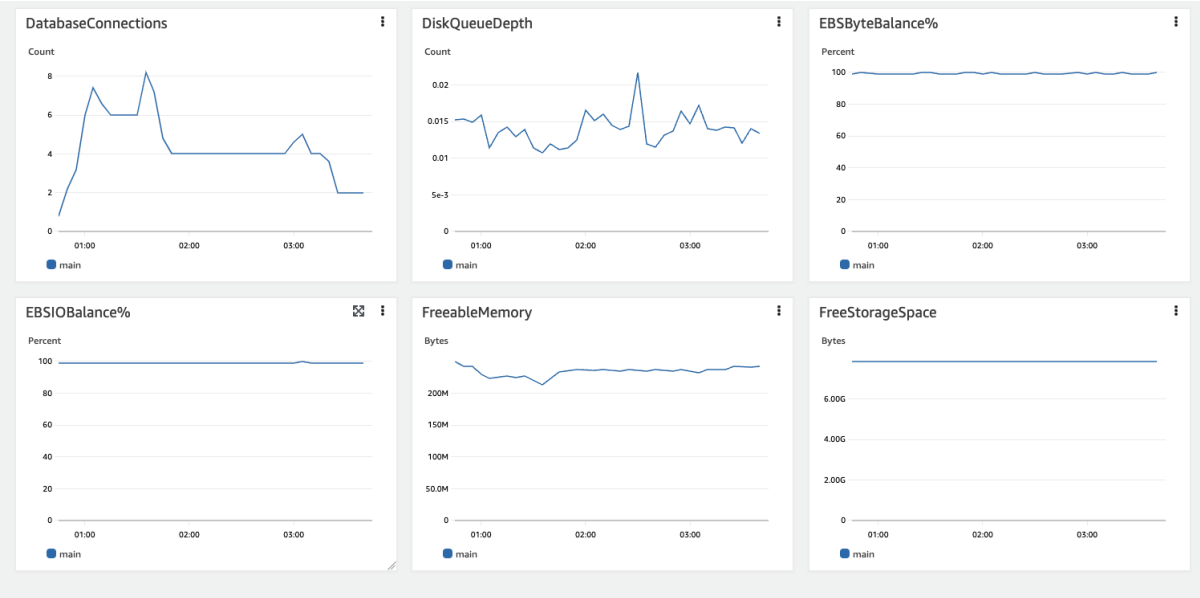 DatabaseConnections
Count
8
6
4
2
0
01:00 02:00 03:00
main
DiskQueueDepth
Count
0.02
0.015
0.01
5e-3
0
01:00 02:00 03:00
main
EBSByteBalance%
Percent
100
80
60
40
20
0
01:00 02:00 03:00
main
EBSIOBalance%
Percent
100
80
60
40
20
0
01:00 02:00 03:00
main
FreeableMemory
Bytes
200M
150M
100M
50.0M
0
01:00 02:00 03:00
main
FreeStorageSpace
Bytes
6.00G
4.00G
2.00G
0
01:00 02:00 03:00
main